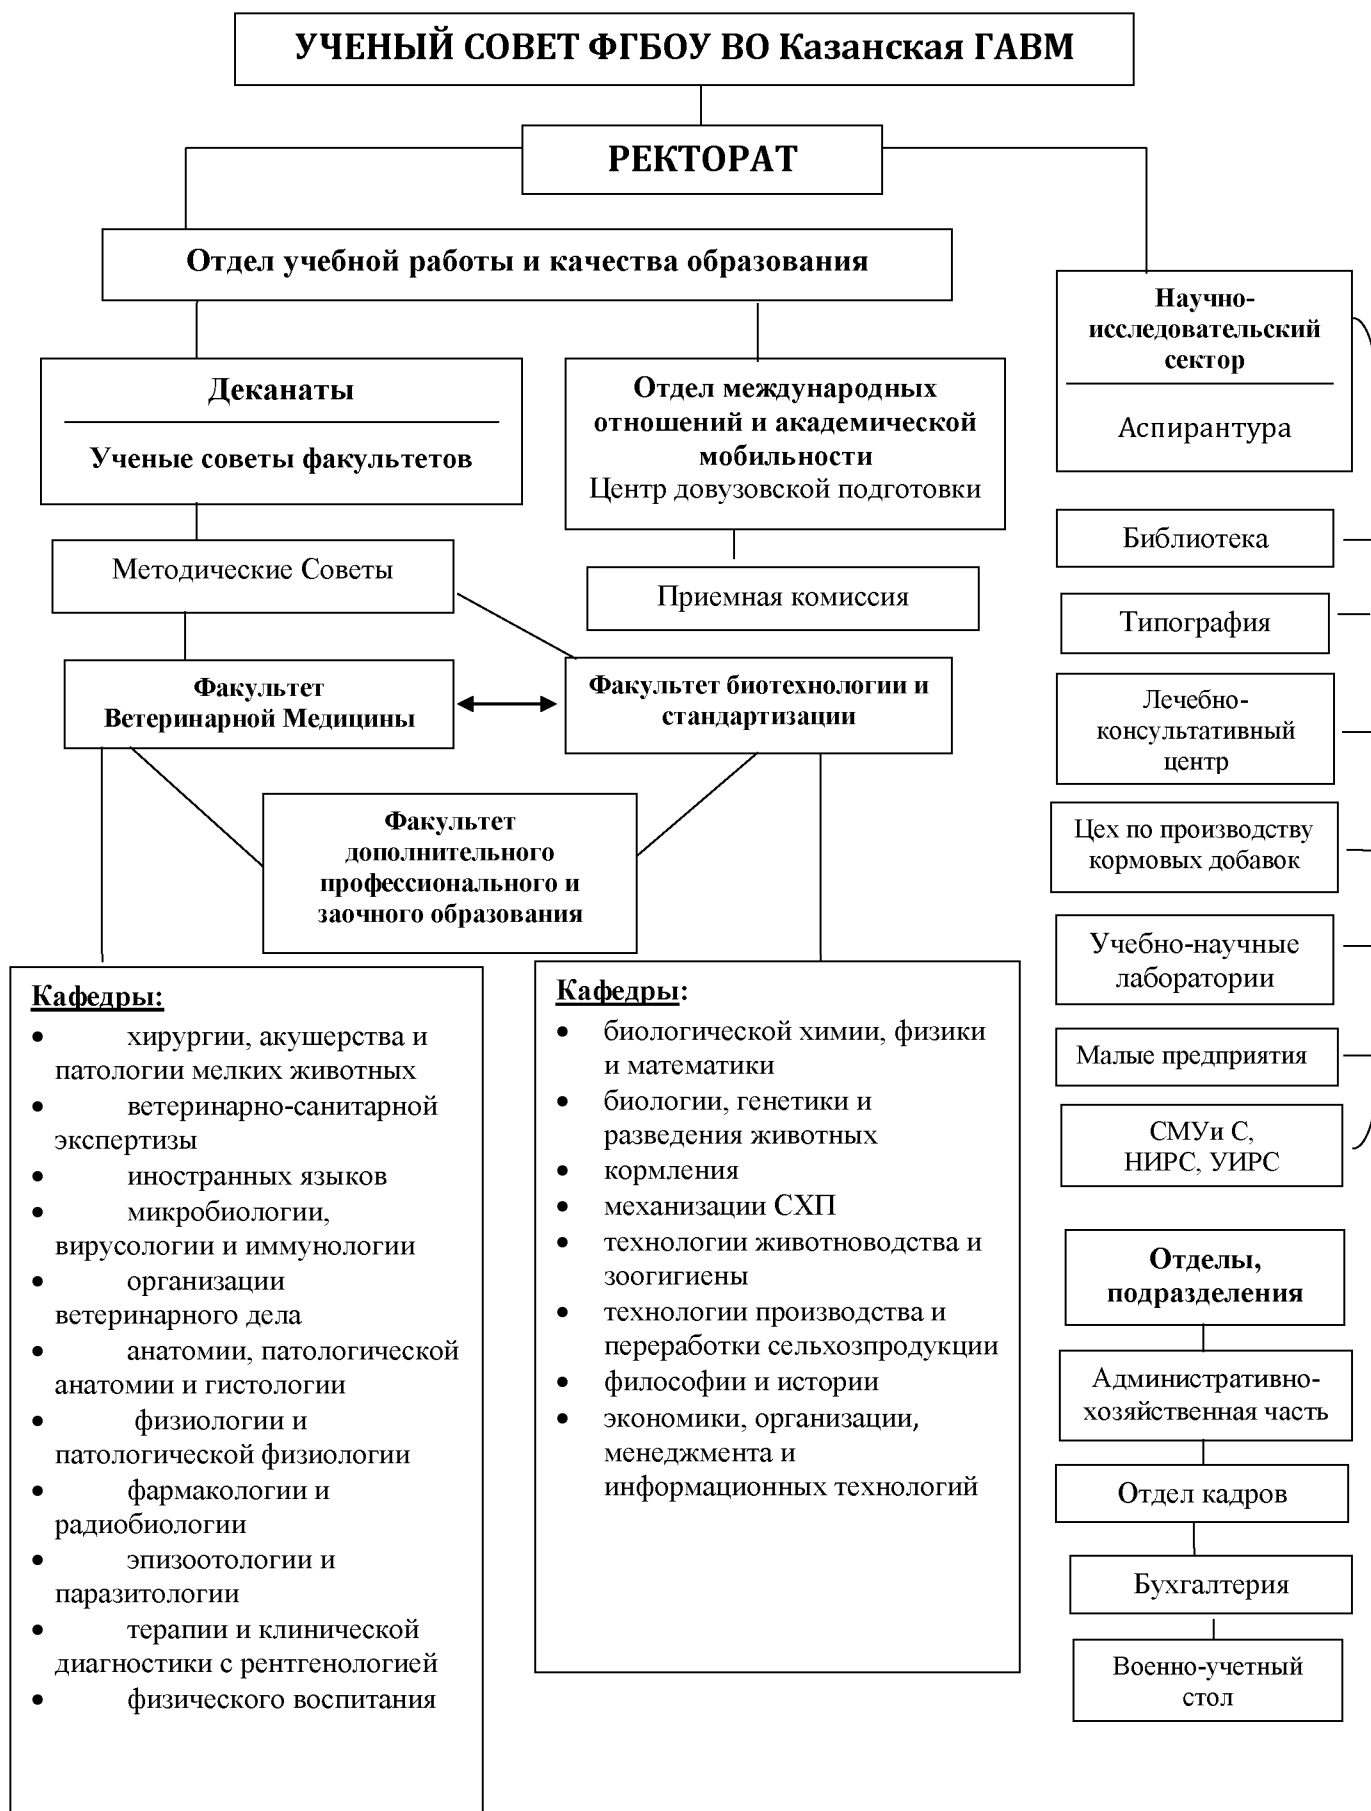 УЧЕНЫЙ СОВЕТ ФГБОУ ВО Казанская ГАВМ
РЕКТОРАТ
Отдел учебной работы и качества образования
Деканаты
Ученые советы факультетов
Отдел международных
отношений и академической
мобильности
Центр довузовской подготовки
Методические Советы
Приемная комиссия
Факультет
Ветеринарной Медицины
Факультет биотехнологии и
стандартизации
Факультет
дополнительного
профессионального и
заочного образования
Кафедры:
• хирургии, акушерства и
патологии мелких животных
• ветеринарно-санитарной
экспертизы
• иностранных языков
• микробиологии,
вирусологии и иммунологии
• организации
ветеринарного дела
• анатомии, патологической
анатомии и гистологии
• физиологии и
патологической физиологии
• фармакологии и
радиобиологии
• эпизоотологии и
паразитологии
• терапии и клинической
диагностики с рентгенологией
• физического воспитания
Кафедры:
• биологической химии, физики
и математики
• биологии, генетики и
разведения животных
• кормления
• механизации СХП
• технологии животноводства и
зоогигиены
• технологии производства и
переработки сельхозпродукции
• философии и истории
• экономики, организации,
менеджмента и
информационных технологий
Научно-
исследовательский
сектор
Аспирантура
Библиотека
Типография
Лечебно-
консультативный
центр
Цех по производству
кормовых добавок
Учебно-научные
лаборатории
Малые предприятия
СМУи С,
НИРС, УИРС
Отделы,
подразделения
Административно-
хозяйственная часть
Отдел кадров
Бухгалтерия
Военно-учетный
стол